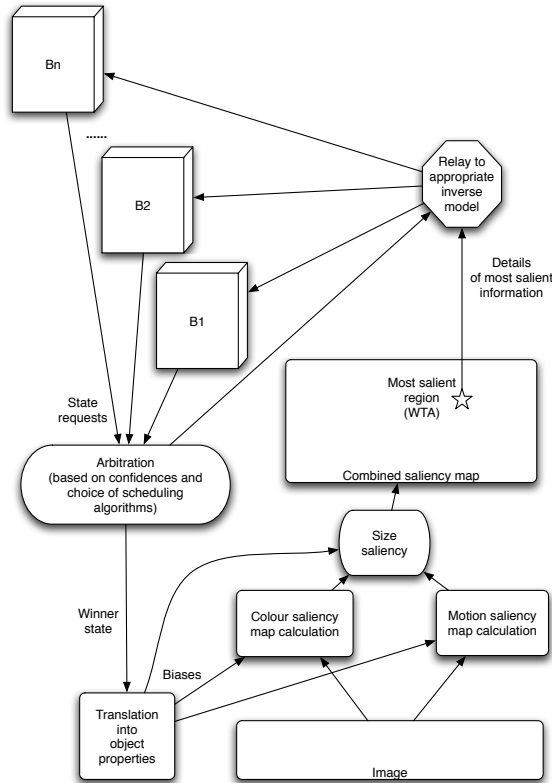 Bn
......
B2
B1
Relay to
appropriate
inverse
model
Details
of most salient
information
State
requests
Most salient
region
(WTA)
Combined saliency map
Arbitration
(based on confidences and
choice of scheduling
algorithms)
Size
saliency
Winner
state
Colour saliency
map calculation
Motion saliency
map calculation
Biases
Translation
into
object
properties
Image